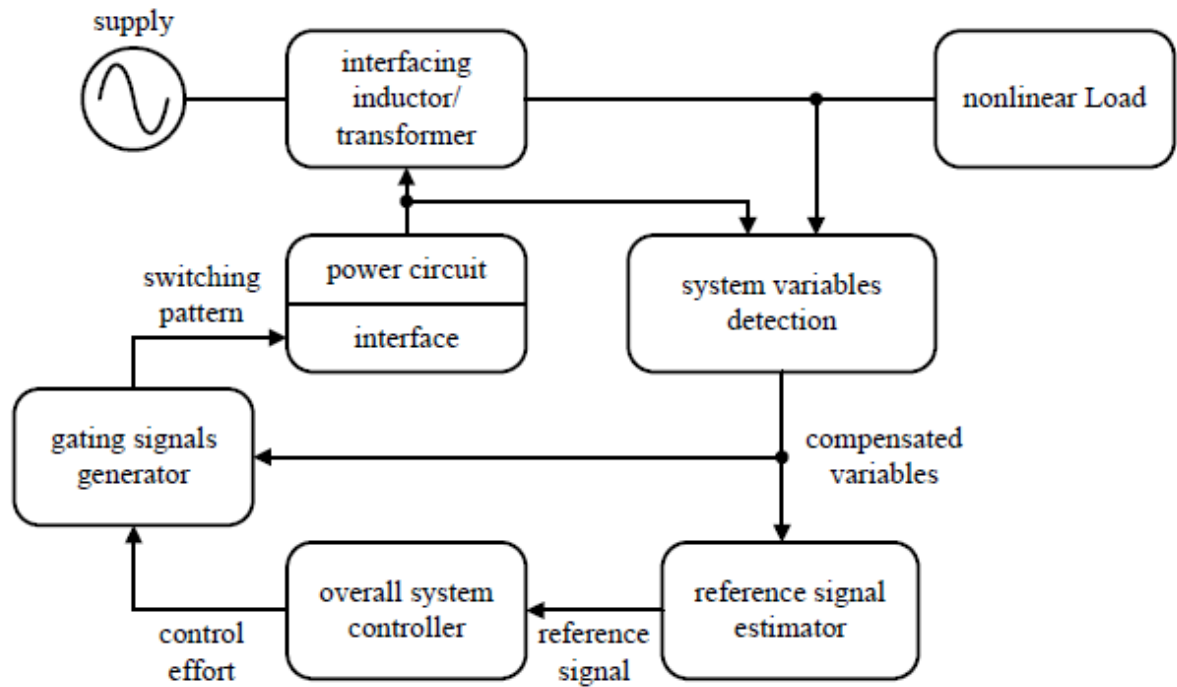 supply
interfacing
inductor/
transformer
nonlinear Load
switching
pattern
power circuit
interface
system variables
detection
gating signals
generator
compensated
variables
overall system
controller
reference signal
estimator
control
effort
reference
signal